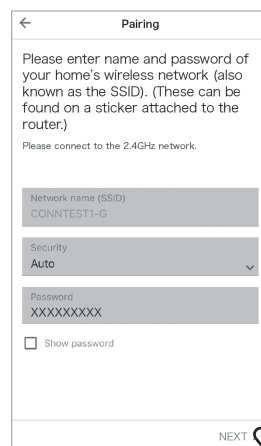 Pairing
Please enter name and password of
your home's wireless network (also
known as the SSID). (These can be
found on a sticker attached to the
router.)
Please connect to the 2.4GHz network.
Network name (SSID)
CONNTEST1-G
Security
Auto
Password
XXXXXXXXX
Show password
NEXT